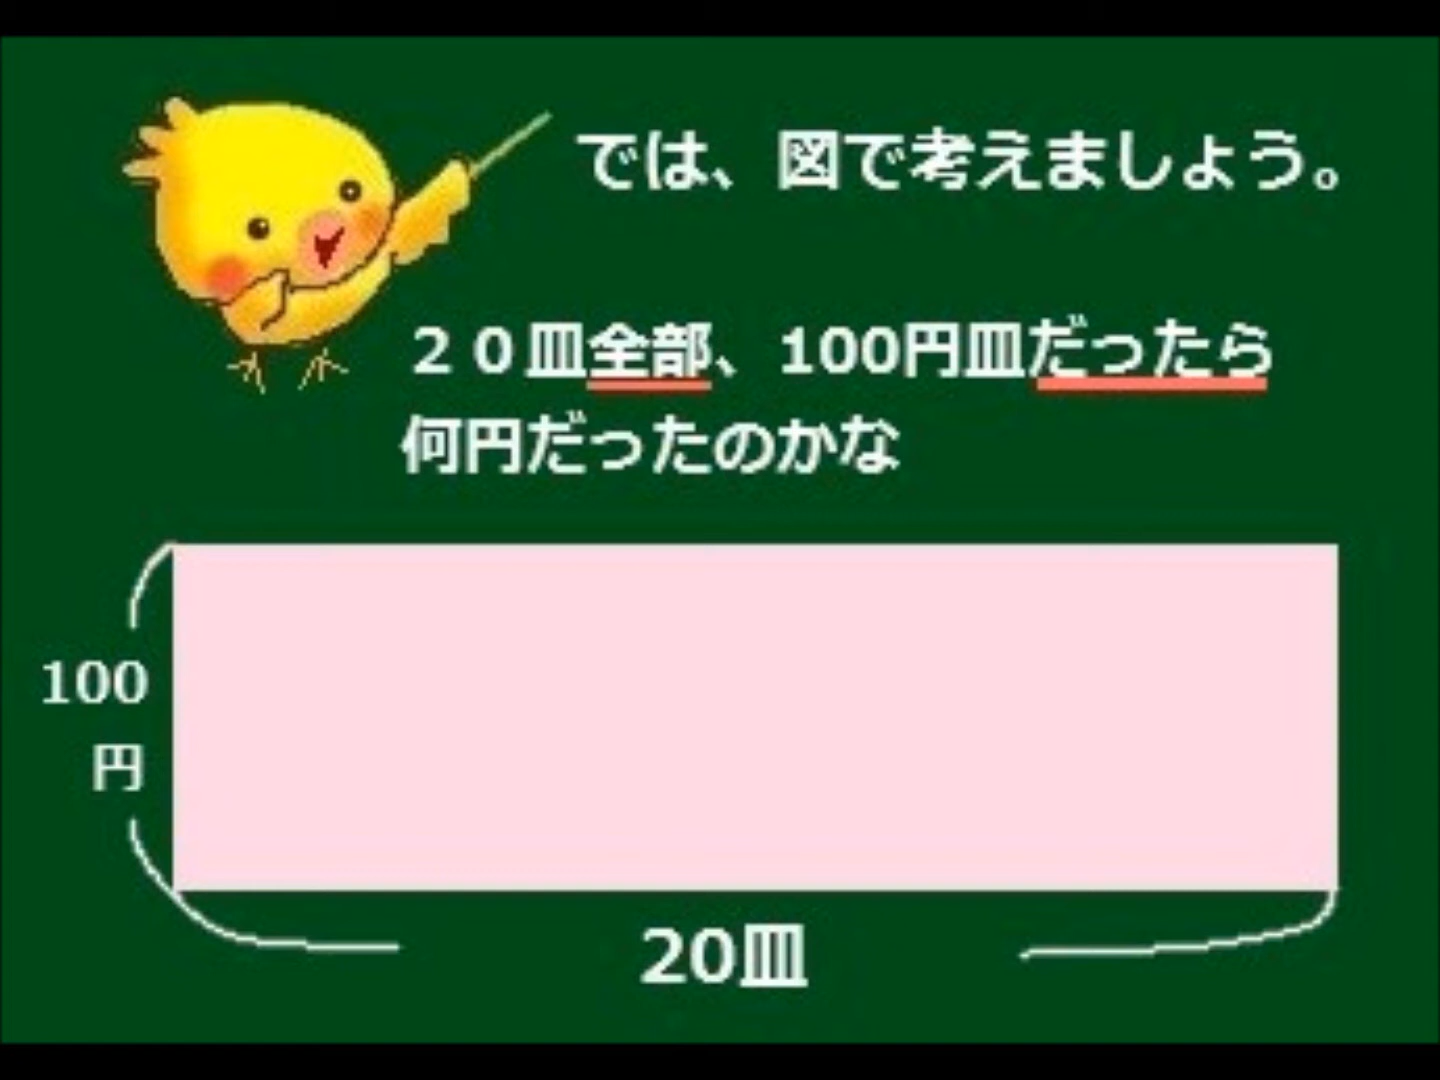 では、図で考えましょう。
２０皿全部、100円皿だったら
何円だったのかな
100
円
20皿